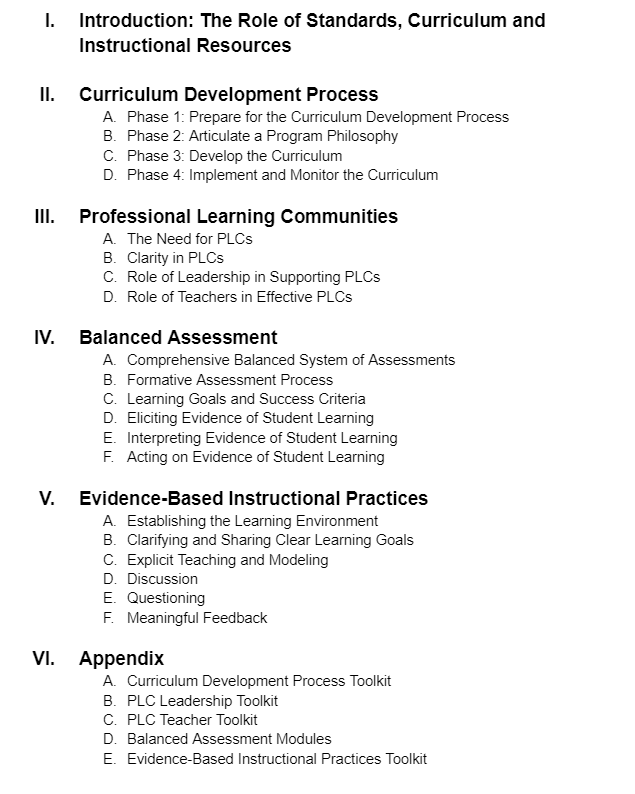 I. Introduction: The Role of Standards, Curriculum and
Instructional Resources
II. Curriculum Development Process
A. Phase 1: Prepare for the Curriculum Development Process
B. Phase 2: Articulate a Program Philosophy
C. Phase 3: Develop the Curriculum
D. Phase 4: Implement and Monitor the Curriculum
III. Professional Learning Communities
A. The Need for PLCs
B. Clarity in PLCs
C. Role of Leadership in Supporting PLCs
D. Role of Teachers in Effective PLCs
IV. Balanced Assessment
A. Comprehensive Balanced System of Assessments
B. Formative Assessment Process
C. Learning Goals and Success Criteria
D. Eliciting Evidence of Student Learning
E. Interpreting Evidence of Student Learning
F. Acting on Evidence of Student Learning
V. Evidence-Based Instructional Practices
A. Establishing the Learning Environment
B. Clarifying and Sharing Clear Learning Goals
C. Explicit Teaching and Modeling
D. Discussion
E. Questioning
F. Meaningful Feedback
VI. Appendix
A. Curriculum Development Process Toolkit
B. PLC Leadership Toolkit
C. PLC Teacher Toolkit
D. Balanced Assessment Modules
E. Evidence-Based Instructional Practices Toolkit